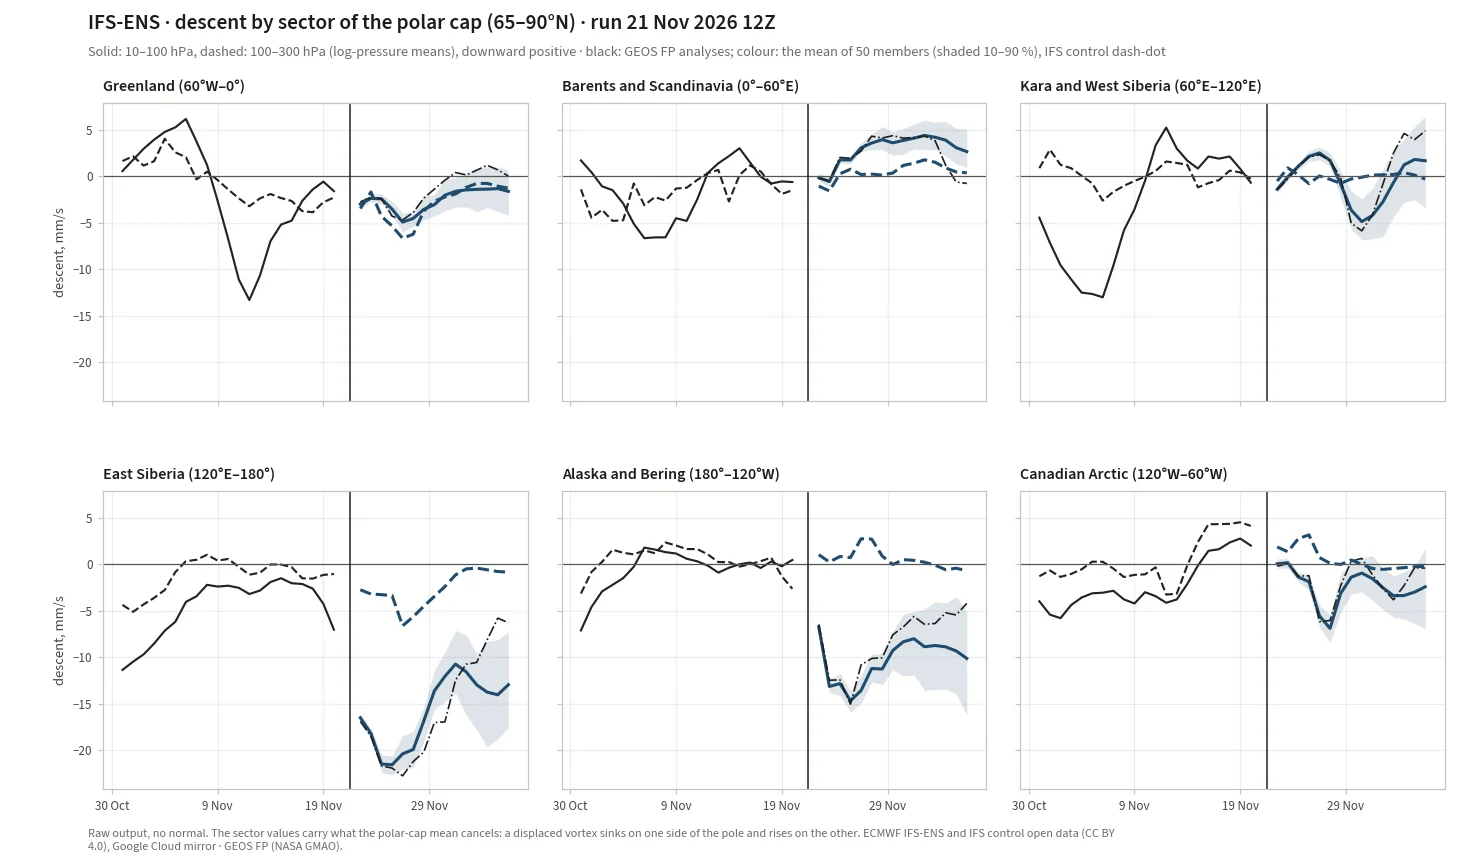 IFS-ENS · descent by sector of the polar cap (65–90°N) · run 21 Nov 2026 12Z
Solid: 10–100 hPa, dashed: 100–300 hPa (log-pressure means), downward positive · black: GEOS FP analyses; colour: the mean of 50 members (shaded 10–90 %), IFS control dash-dot
Greenland (60°W–0°)
Barents and Scandinavia (0°–60°E)
Kara and West Siberia (60°E–120°E)
5
0
−5
−10
−15
−20
descent, mm/s
East Siberia (120°E–180°)
Alaska and Bering (180°–120°W)
Canadian Arctic (120°W–60°W)
5
0
−5
−10
−15
−20
descent, mm/s
30 Oct 9 Nov 19 Nov 29 Nov
30 Oct 9 Nov 19 Nov 29 Nov
30 Oct 9 Nov 19 Nov 29 Nov
Raw output, no normal. The sector values carry what the polar-cap mean cancels: a displaced vortex sinks on one side of the pole and rises on the other. ECMWF IFS-ENS and IFS control open data (CC BY
4.0), Google Cloud mirror · GEOS FP (NASA GMAO).